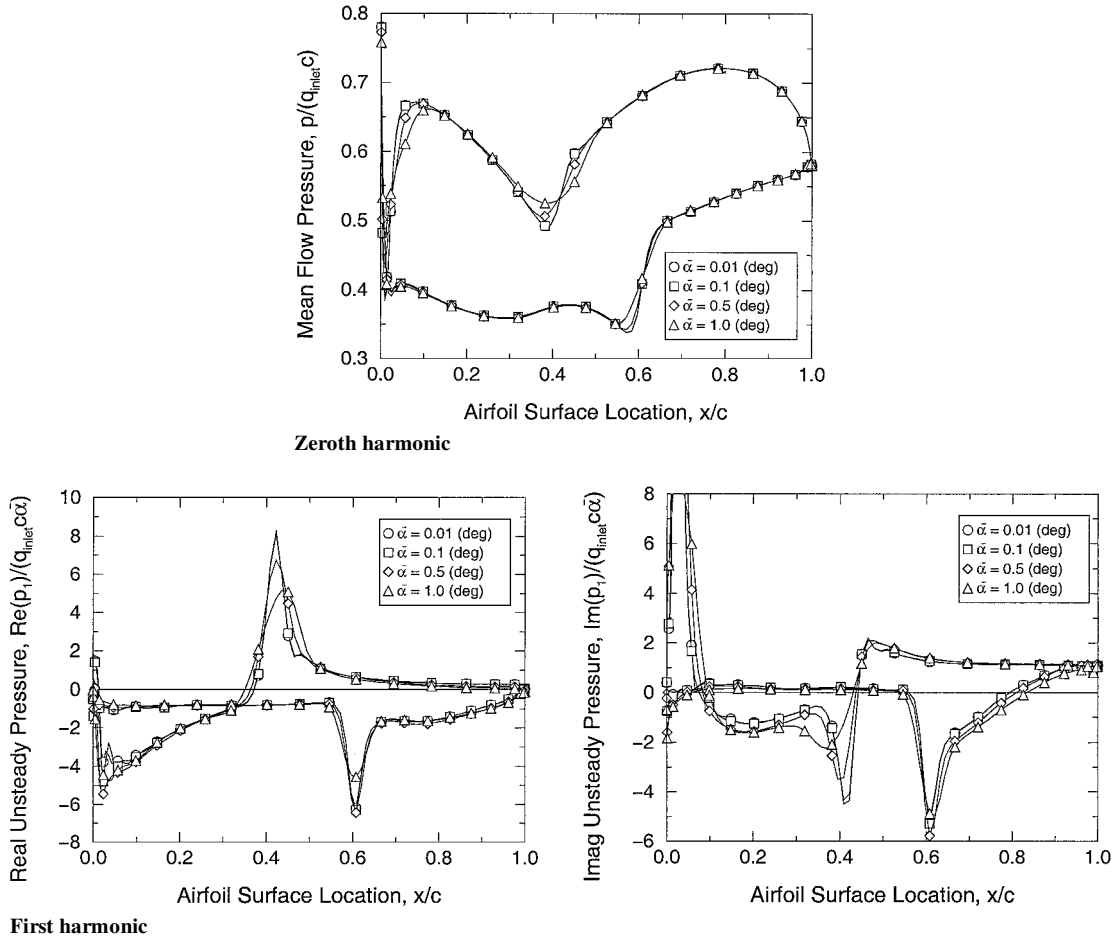 0.8
0.7
0.6
0.5
0.4
0.3
Mean Flow Pressure, p/(q_inlet c)
ᾱ = 0.01 (deg)
ᾱ = 0.1 (deg)
ᾱ = 0.5 (deg)
ᾱ = 1.0 (deg)
0.0 0.2 0.4 0.6 0.8 1.0
Airfoil Surface Location, x/c
Zeroth harmonic
10
8
6
4
2
0
−2
−4
−6
−8
Real Unsteady Pressure, Re(p₁)/(q_inlet cᾱ)
ᾱ = 0.01 (deg)
ᾱ = 0.1 (deg)
ᾱ = 0.5 (deg)
ᾱ = 1.0 (deg)
0.0 0.2 0.4 0.6 0.8 1.0
Airfoil Surface Location, x/c
8
6
4
2
0
−2
−4
−6
Imag Unsteady Pressure, Im(p₁)/(q_inlet cᾱ)
ᾱ = 0.01 (deg)
ᾱ = 0.1 (deg)
ᾱ = 0.5 (deg)
ᾱ = 1.0 (deg)
0.0 0.2 0.4 0.6 0.8 1.0
Airfoil Surface Location, x/c
First harmonic